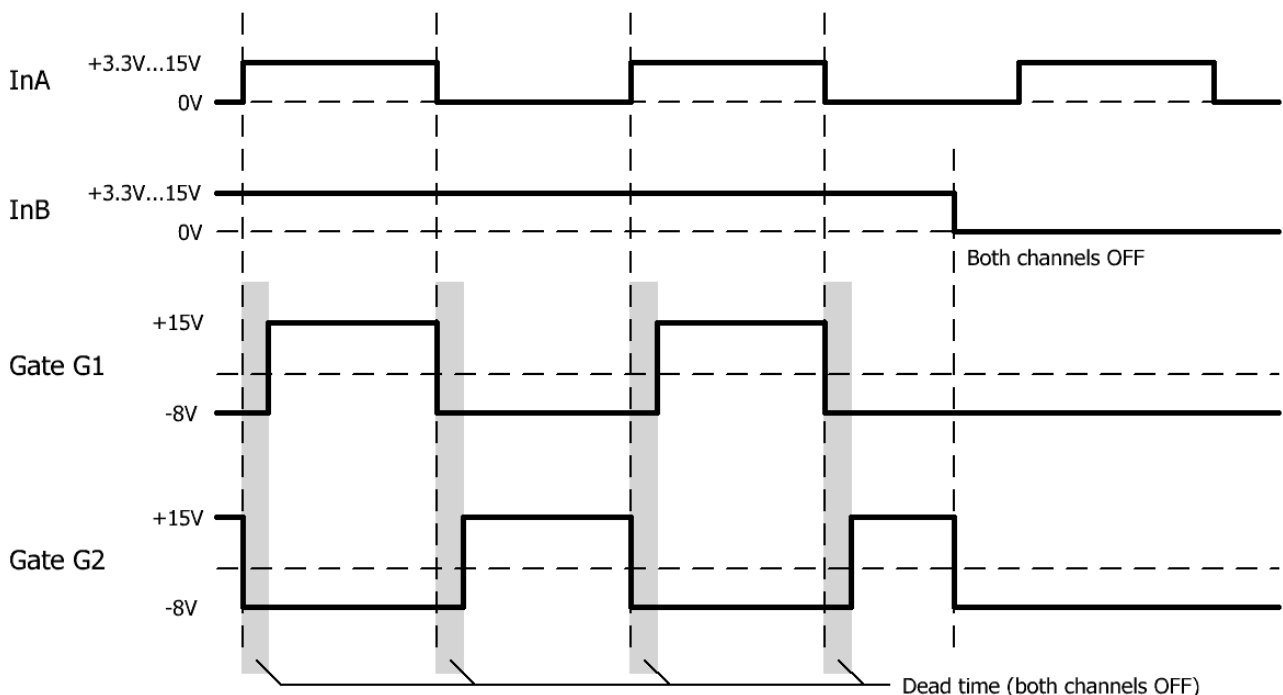 +3.3V...15V
InA
0V
+3.3V...15V
InB
0V
Both channels OFF
+15V
Gate G1
-8V
+15V
Gate G2
-8V
Dead time (both channels OFF)